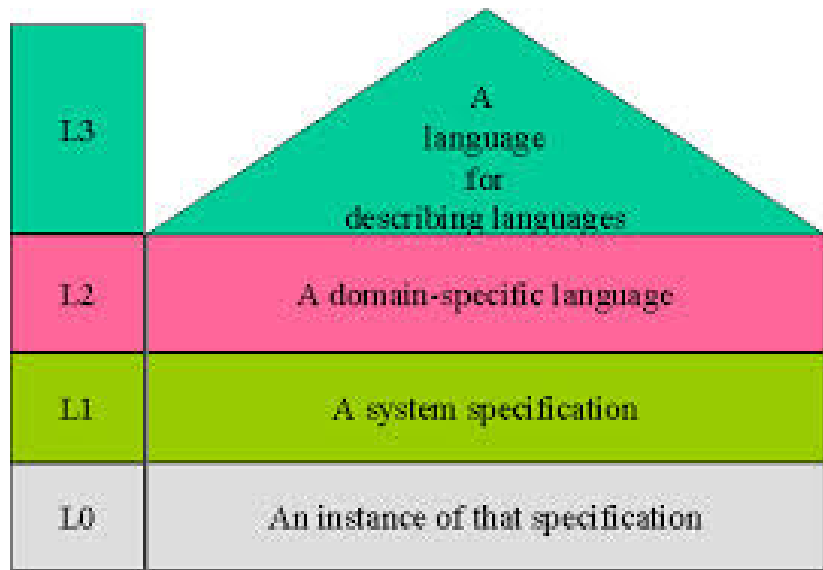 L3
A
language
for
describing languages
L2
A domain-specific language
L1
A system specification
L0
An instance of that specification